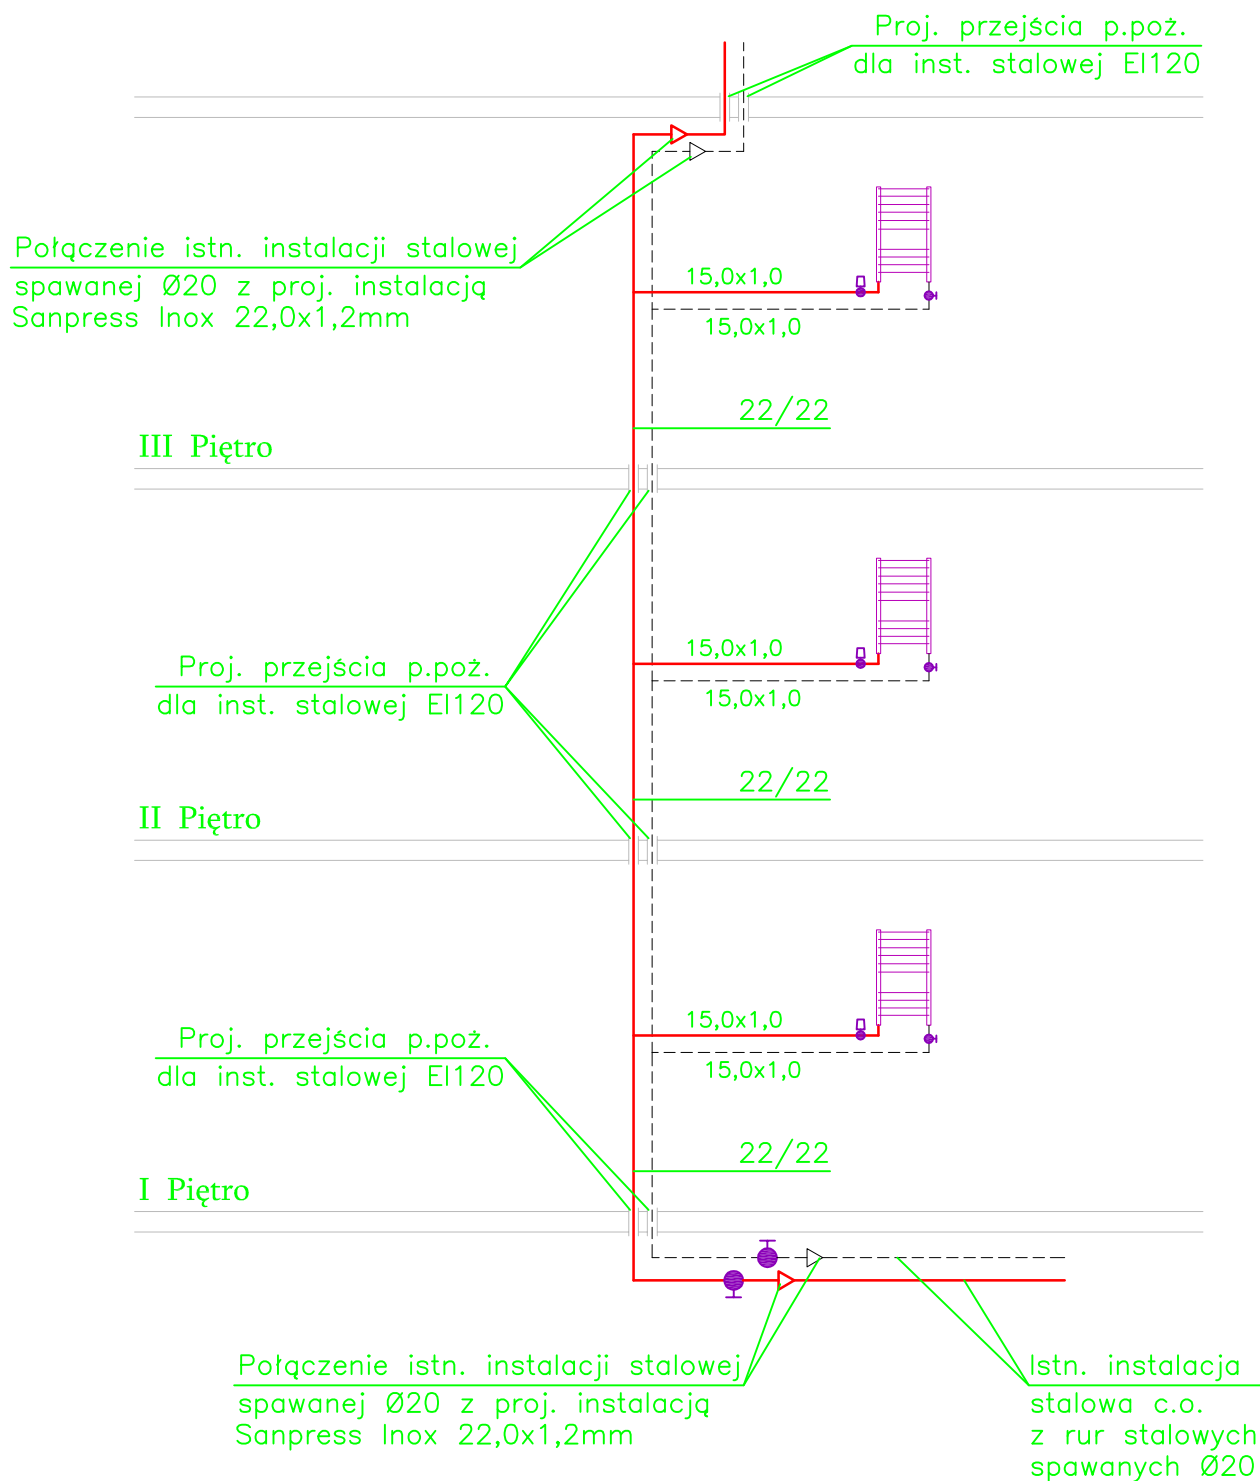 Proj. przejścia p.poż.
dla inst. stalowej EI120
Połączenie istn. instalacji stalowej
spawanej Ø20 z proj. instalacją
Sanpress Inox 22,0x1,2mm
15,0x1,0
15,0x1,0
22/22
III Piętro
15,0x1,0
Proj. przejścia p.poż.
dla inst. stalowej EI120
15,0x1,0
22/22
II Piętro
15,0x1,0
Proj. przejścia p.poż.
dla inst. stalowej EI120
15,0x1,0
22/22
I Piętro
Połączenie istn. instalacji stalowej
spawanej Ø20 z proj. instalacją
Sanpress Inox 22,0x1,2mm
Istn. instalacja
stalowa c.o.
z rur stalowych
spawanych Ø20